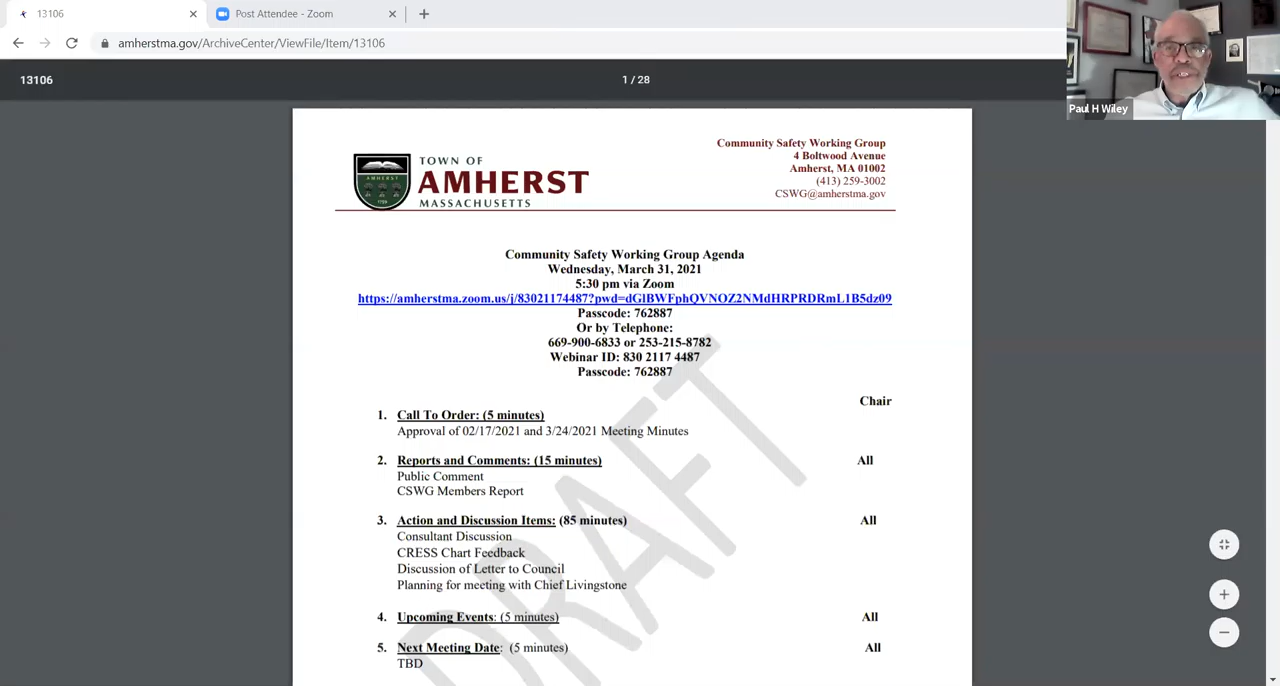 13106
Post Attendee - Zoom
amherstma.gov/ArchiveCenter/ViewFile/Item/13106
13106
1 / 28
Paul H Wiley
Community Safety Working Group
4 Boltwood Avenue
Amherst, MA 01002
(413) 259-3002
CSWG@amherstma.gov
TOWN OF
AMHERST
MASSACHUSETTS
Community Safety Working Group Agenda
Wednesday, March 31, 2021
5:30 pm via Zoom
https://amherstma.zoom.us/j/83021174487?pwd=dGlBWFphQVNOZ2NMdHRPRDRmL1B5dz09
Passcode: 762887
Or by Telephone:
669-900-6833 or 253-215-8782
Webinar ID: 830 2117 4487
Passcode: 762887
Chair
1. Call To Order: (5 minutes)
Approval of 02/17/2021 and 3/24/2021 Meeting Minutes
2. Reports and Comments: (15 minutes) All
Public Comment
CSWG Members Report
3. Action and Discussion Items: (85 minutes) All
Consultant Discussion
CRESS Chart Feedback
Discussion of Letter to Council
Planning for meeting with Chief Livingstone
4. Upcoming Events: (5 minutes) All
5. Next Meeting Date: (5 minutes) All
TBD
DRAFT